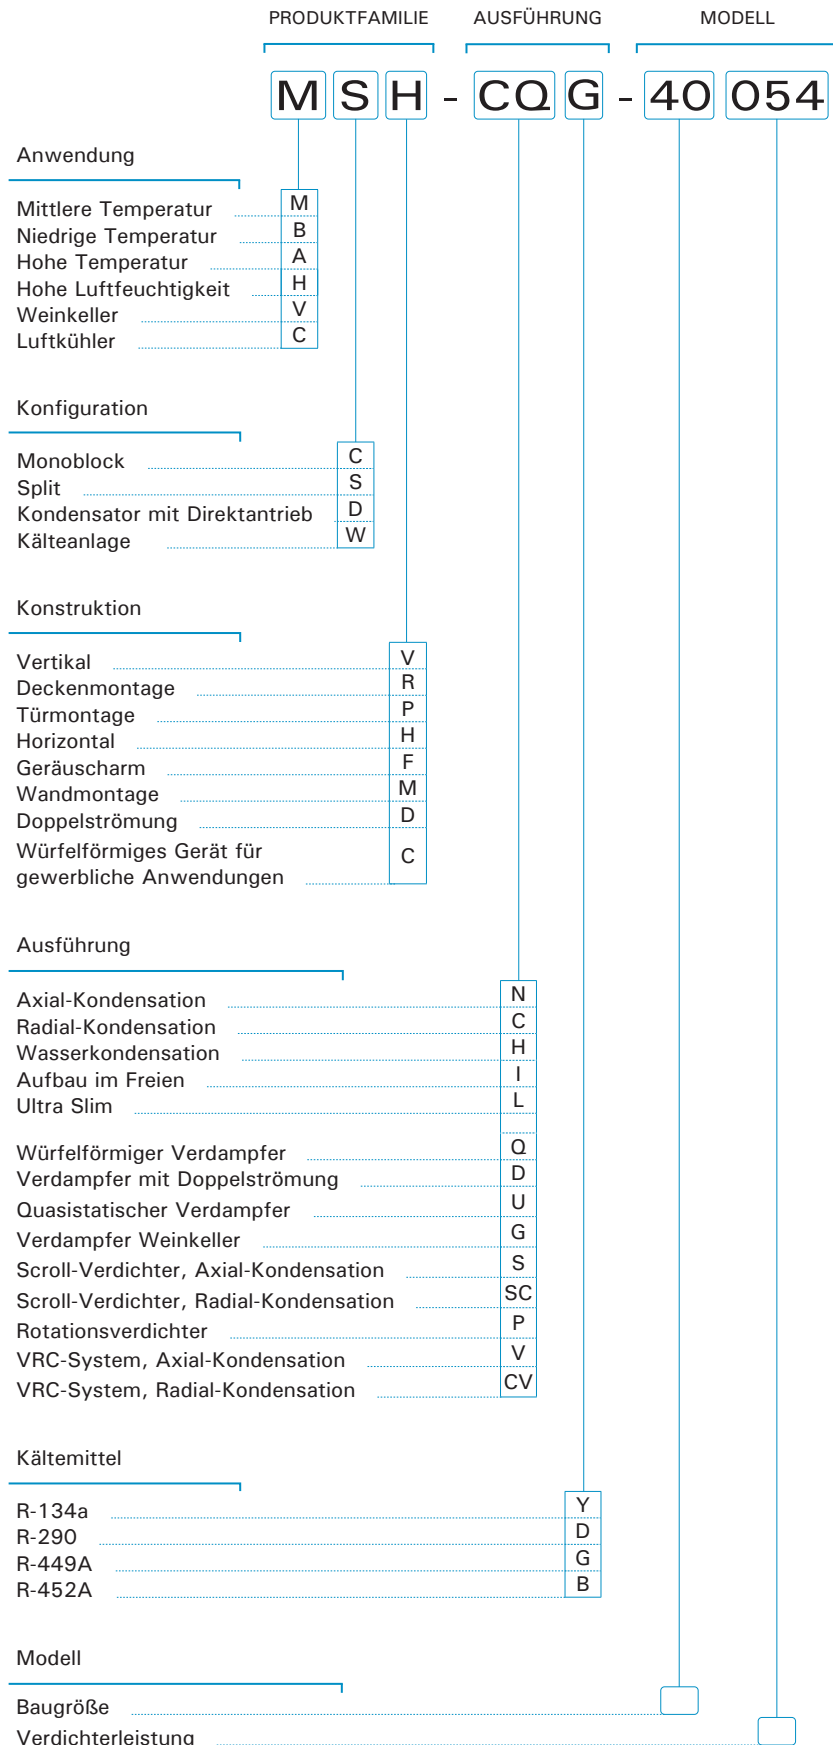 PRODUKTFAMILIE AUSFÜHRUNG MODELL
MSH - CQG - 40 054
Anwendung
Mittlere Temperatur M
Niedrige Temperatur B
Hohe Temperatur A
Hohe Luftfeuchtigkeit H
Weinkeller V
Luftkühler C
Konfiguration
Monoblock C
Split S
Kondensator mit Direktantrieb D
Kälteanlage W
Konstruktion
Vertikal V
Deckenmontage R
Türmontage P
Horizontal H
Geräuscharm F
Wandmontage M
Doppelströmung D
Würfelförmiges Gerät für
gewerbliche Anwendungen C
Ausführung
Axial-Kondensation N
Radial-Kondensation C
Wasserkondensation H
Aufbau im Freien I
Ultra Slim L
Würfelförmiger Verdampfer Q
Verdampfer mit Doppelströmung D
Quasistatischer Verdampfer U
Verdampfer Weinkeller G
Scroll-Verdichter, Axial-Kondensation S
Scroll-Verdichter, Radial-Kondensation SC
Rotationsverdichter P
VRC-System, Axial-Kondensation V
VRC-System, Radial-Kondensation CV
Kältemittel
R-134a Y
R-290 D
R-449A G
R-452A B
Modell
Baugröße
Verdichterleistung